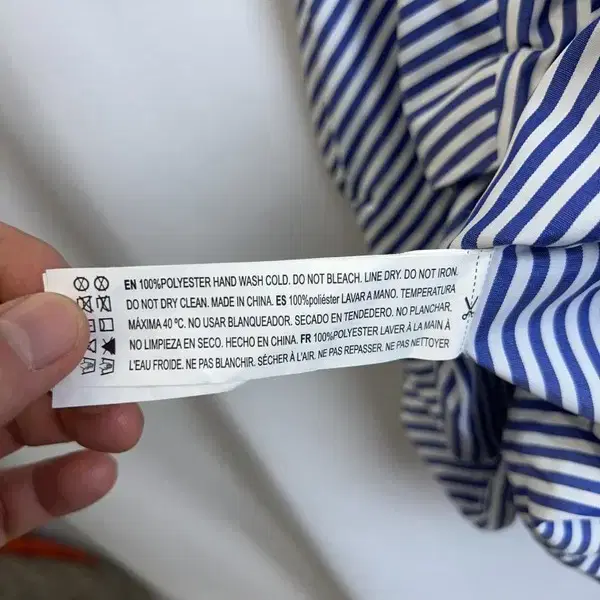 EN 100%POLYESTER HAND WASH COLD. DO NOT BLEACH. LINE DRY. DO NOT IRON.
DO NOT DRY CLEAN. MADE IN CHINA. ES 100%poliéster LAVAR A MANO. TEMPERATURA
MÁXIMA 40 ºC. NO USAR BLANQUEADOR. SECADO EN TENDEDERO. NO PLANCHAR.
NO LIMPIEZA EN SECO. HECHO EN CHINA. FR 100%POLYESTER LAVER À LA MAIN À
L'EAU FROIDE. NE PAS BLANCHIR. SÉCHER À L'AIR. NE PAS REPASSER. NE PAS NETTOYER